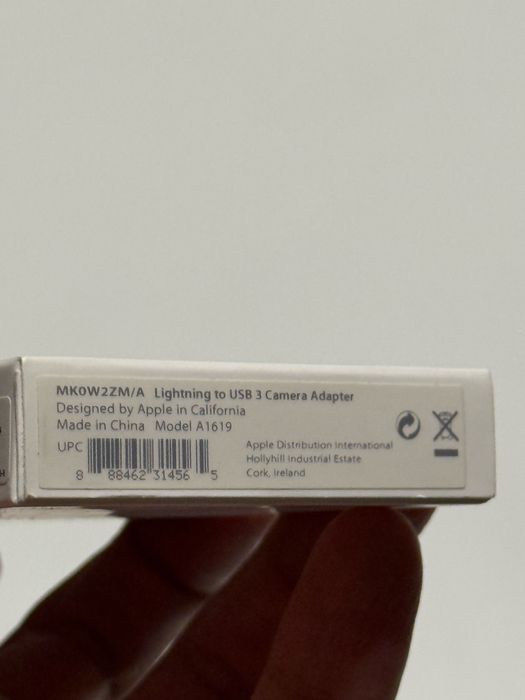 MK0W2ZM/A Lightning to USB 3 Camera Adapter
Designed by Apple in California
Made in China Model A1619
UPC
8 88462 31456 5
Apple Distribution International
Hollyhill Industrial Estate
Cork, Ireland
H